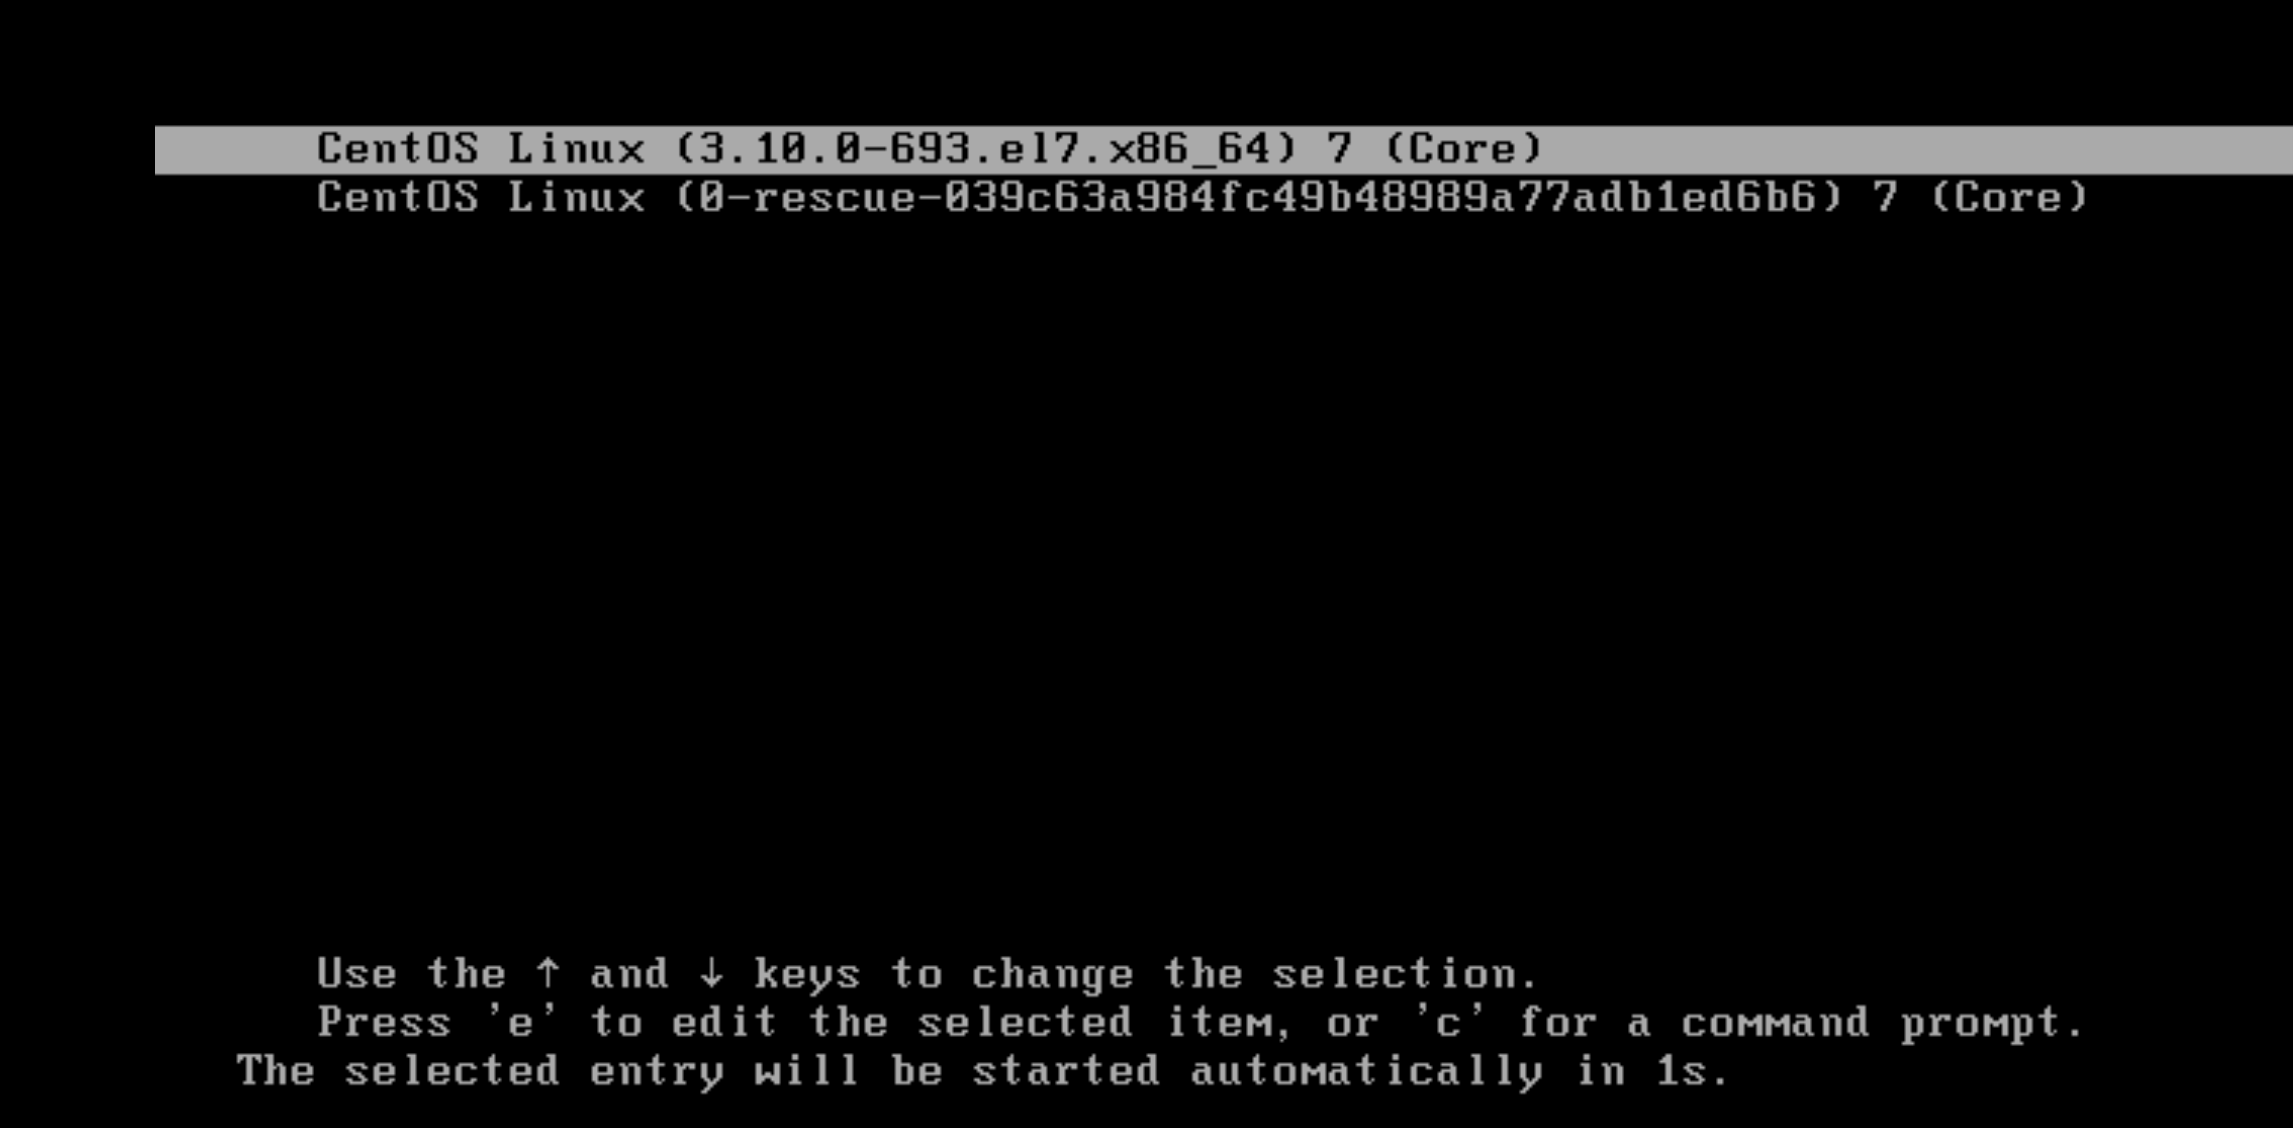 CentOS Linux (3.10.0-693.el7.x86_64) 7 (Core)
CentOS Linux (0-rescue-039c63a984fc49b48989a77adb1ed6b6) 7 (Core)
Use the ↑ and ↓ keys to change the selection.
Press 'e' to edit the selected item, or 'c' for a command prompt.
The selected entry will be started automatically in 1s.